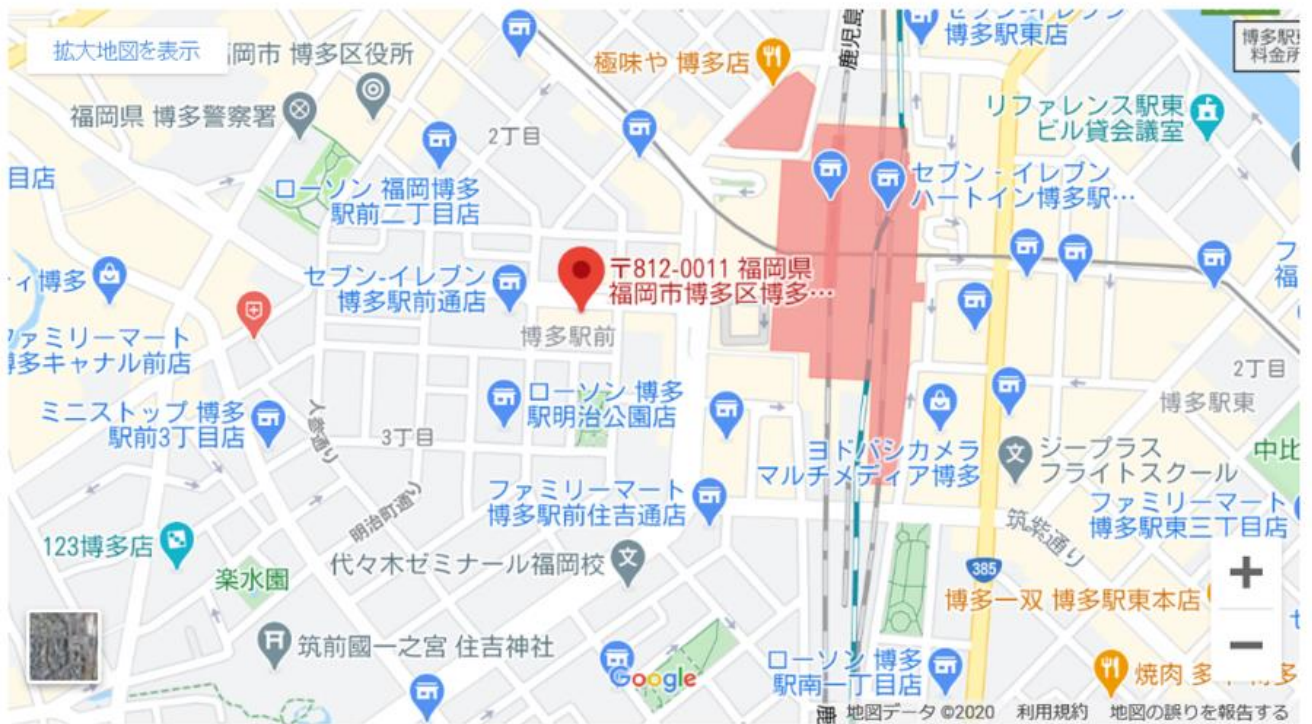 セブン-イレブン
博多駅東店
博多駅東
料金所
拡大地図を表示
岡市 博多区役所
極味や 博多店
鹿児島
福岡県 博多警察署
2丁目
リファレンス駅東
ビル貸会議室
目店
ローソン 福岡博多
駅前二丁目店
セブン - イレブン
ハートイン博多駅…
〒812-0011 福岡県
福岡市博多区博多…
ィ博多
セブン-イレブン
博多駅前通店
フ
福
博多駅前
ファミリーマート
博多キャナル前店
2丁目
博多駅東
ローソン 博多
駅明治公園店
ミニストップ 博多
駅前3丁目店
人参通り
3丁目
ヨドバシカメラ
マルチメディア博多
ジープラス
フライトスクール
中比
ファミリーマート
博多駅前住吉通店
ファミリーマート
博多駅東三丁目店
明治町通り
筑紫通り
123博多店
代々木ゼミナール福岡校
楽水園
385
+
博多一双 博多駅東本店
筑前國一之宮 住吉神社
−
ローソン 博多
駅南一丁目店
焼肉 多
Google
鹿
地図データ ©2020 利用規約 地図の誤りを報告する